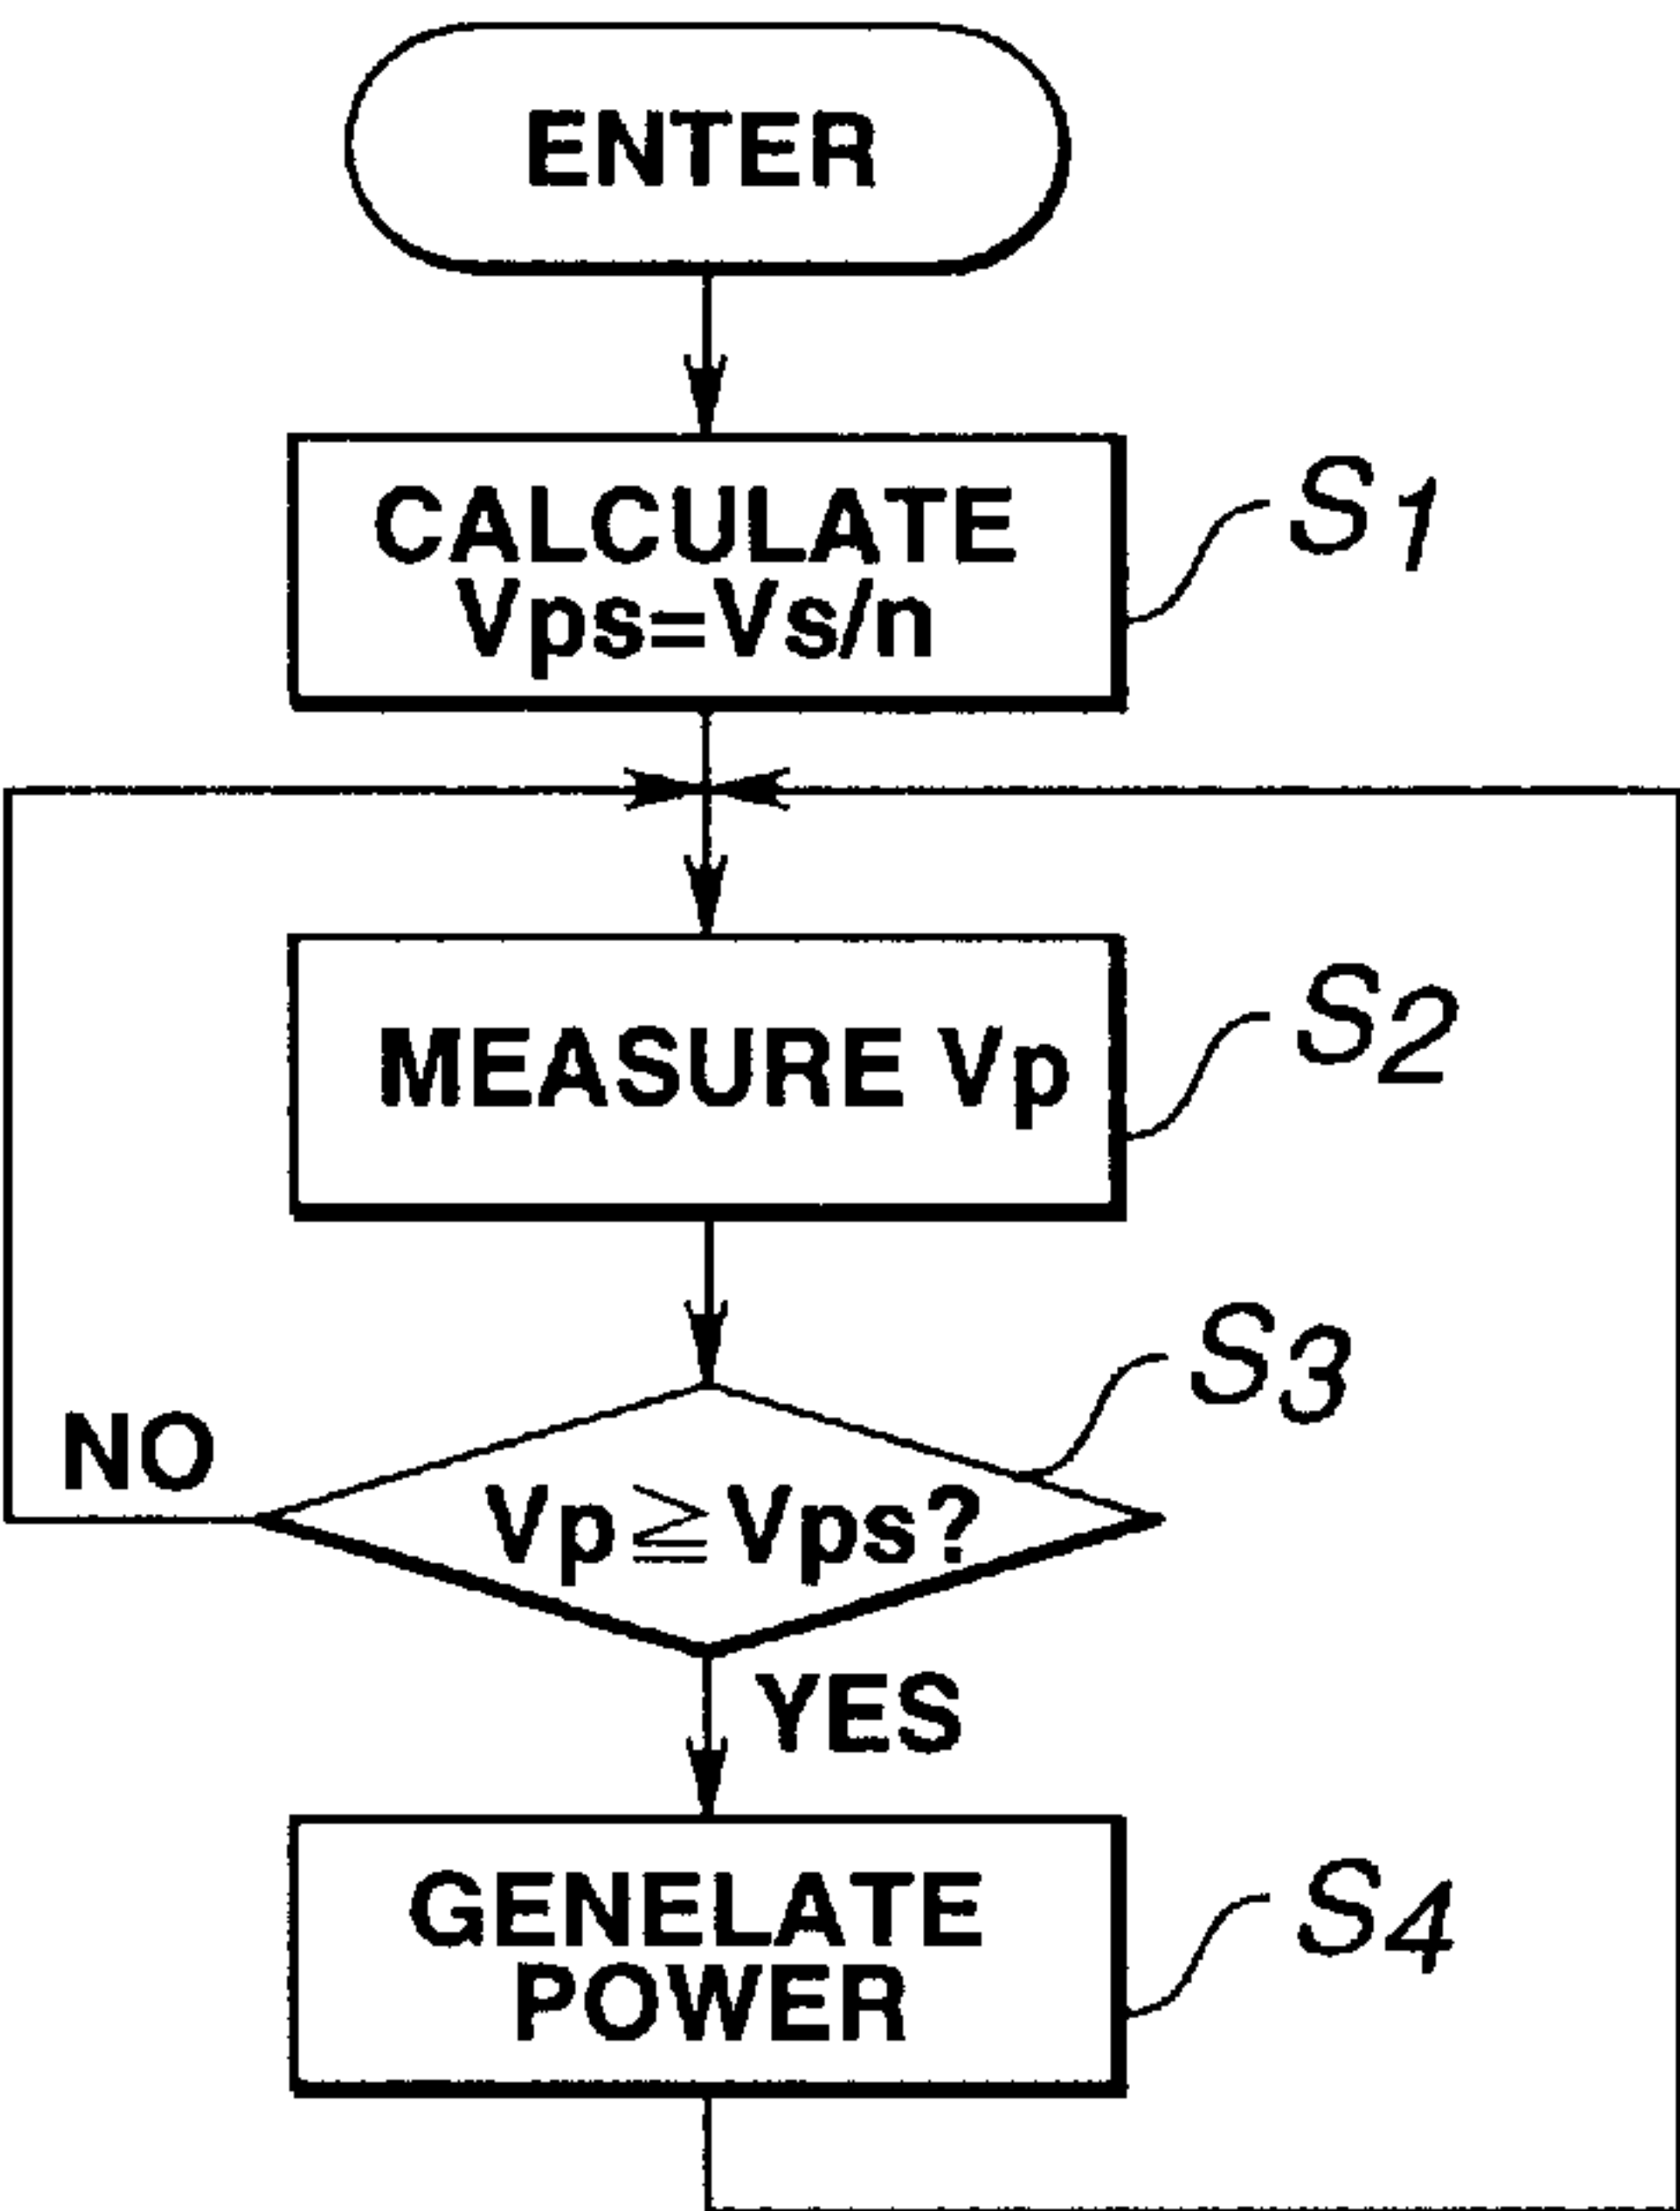 ENTER
CALCULATE
Vps=Vs/n
S1
MEASURE Vp
S2
S3
NO
Vp≧Vps?
YES
GENELATE
POWER
S4